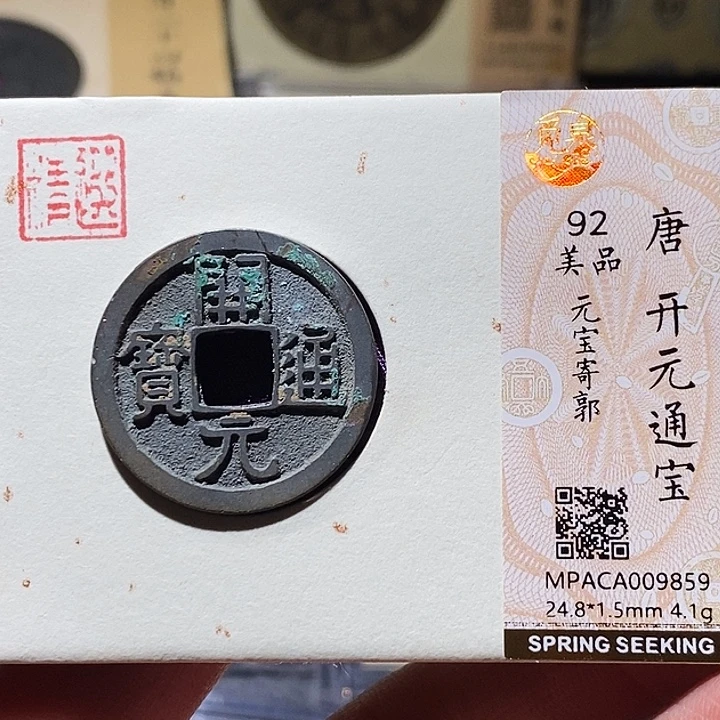 開
元
通
寶
唐 开元通宝
92
美品
元宝寄郭
MPACA009859
24.8*1.5mm 4.1g
SPRING SEEKING